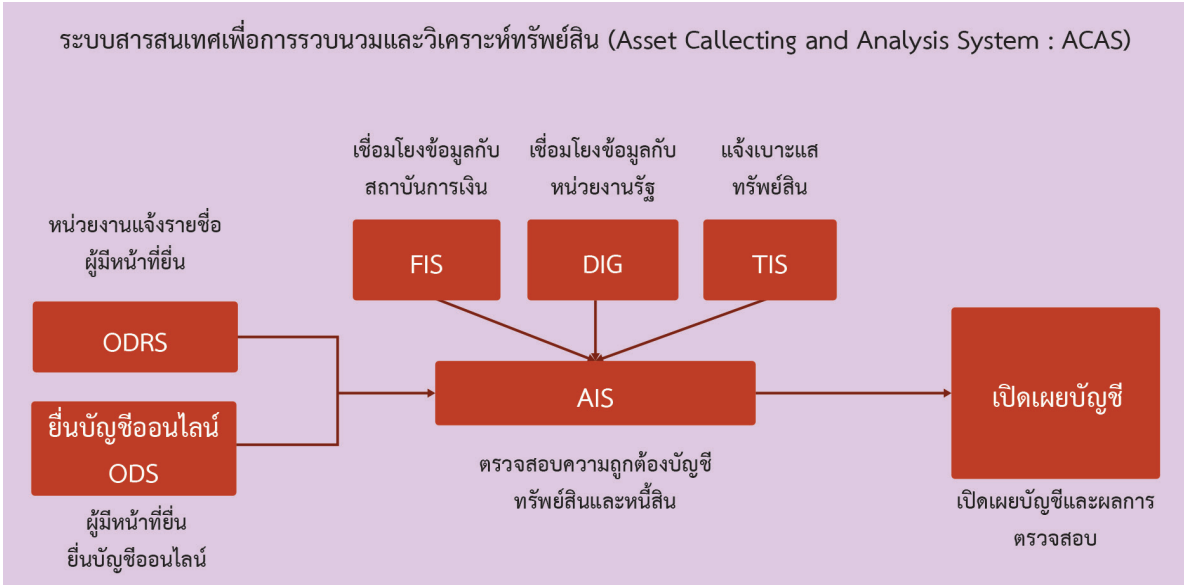 ระบบสารสนเทศเพื่อการรวบนวมและวิเคราะห์ทรัพย์สิน (Asset Callecting and Analysis System : ACAS)
เชื่อมโยงข้อมูลกับ
สถาบันการเงิน
เชื่อมโยงข้อมูลกับ
หน่วยงานรัฐ
แจ้งเบาะแส
ทรัพย์สิน
หน่วยงานแจ้งรายชื่อ
ผู้มีหน้าที่ยื่น
FIS
DIG
TIS
ODRS
AIS
เปิดเผยบัญชี
ยื่นบัญชีออนไลน์
ODS
ตรวจสอบความถูกต้องบัญชี
ทรัพย์สินและหนี้สิน
ผู้มีหน้าที่ยื่น
ยื่นบัญชีออนไลน์
เปิดเผยบัญชีและผลการ
ตรวจสอบ